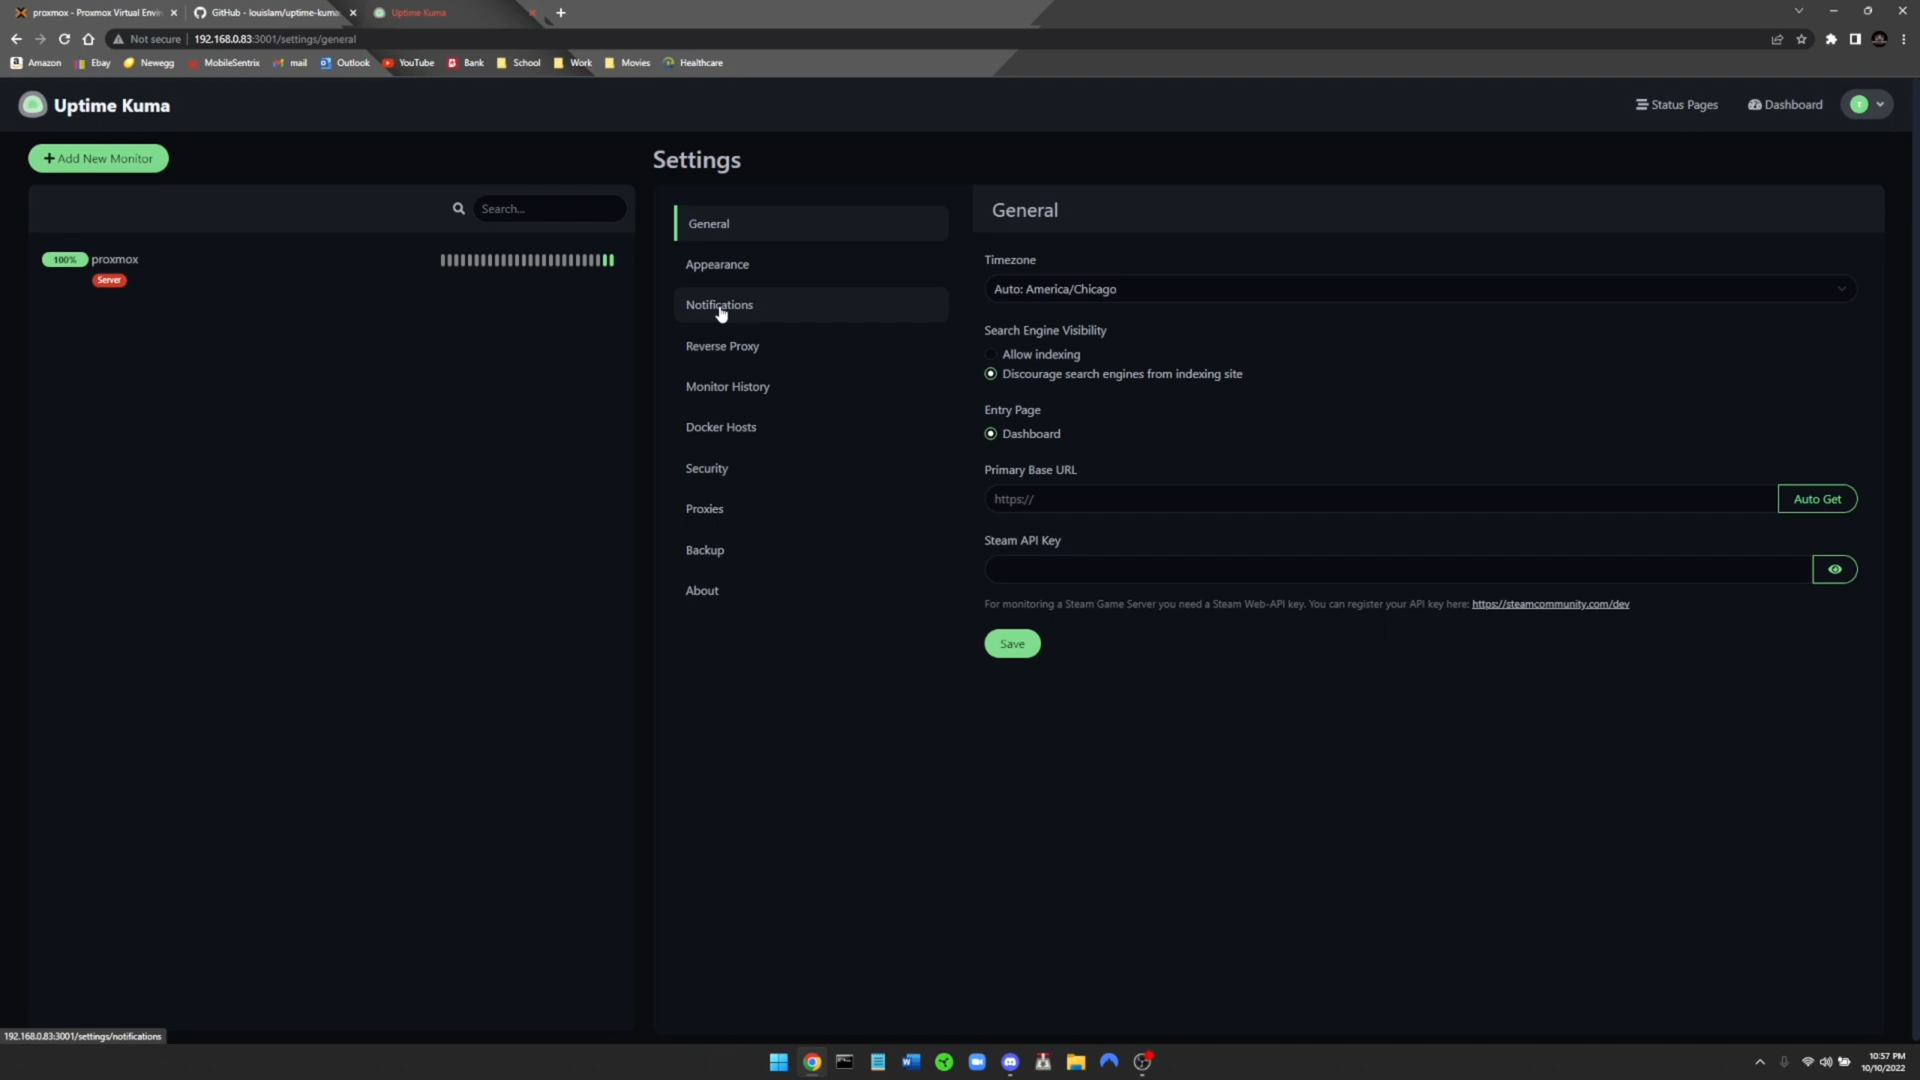 proxmox - Proxmox Virtual Envir
GitHub - louislam/uptime-kuma
Uptime Kuma
Not secure
192.168.0.83:3001/settings/general
Amazon
Ebay
Newegg
MobileSentrix
mail
Outlook
YouTube
Bank
School
Work
Movies
Healthcare
Uptime Kuma
Status Pages
Dashboard
T
+ Add New Monitor
Search...
100%
proxmox
Server
Settings
General
Appearance
Notifications
Reverse Proxy
Monitor History
Docker Hosts
Security
Proxies
Backup
About
General
Timezone
Auto: America/Chicago
Search Engine Visibility
Allow indexing
Discourage search engines from indexing site
Entry Page
Dashboard
Primary Base URL
https://
Auto Get
Steam API Key
For monitoring a Steam Game Server you need a Steam Web-API key. You can register your API key here: https://steamcommunity.com/dev
Save
192.168.0.83:3001/settings/notifications
10:57 PM
10/10/2022